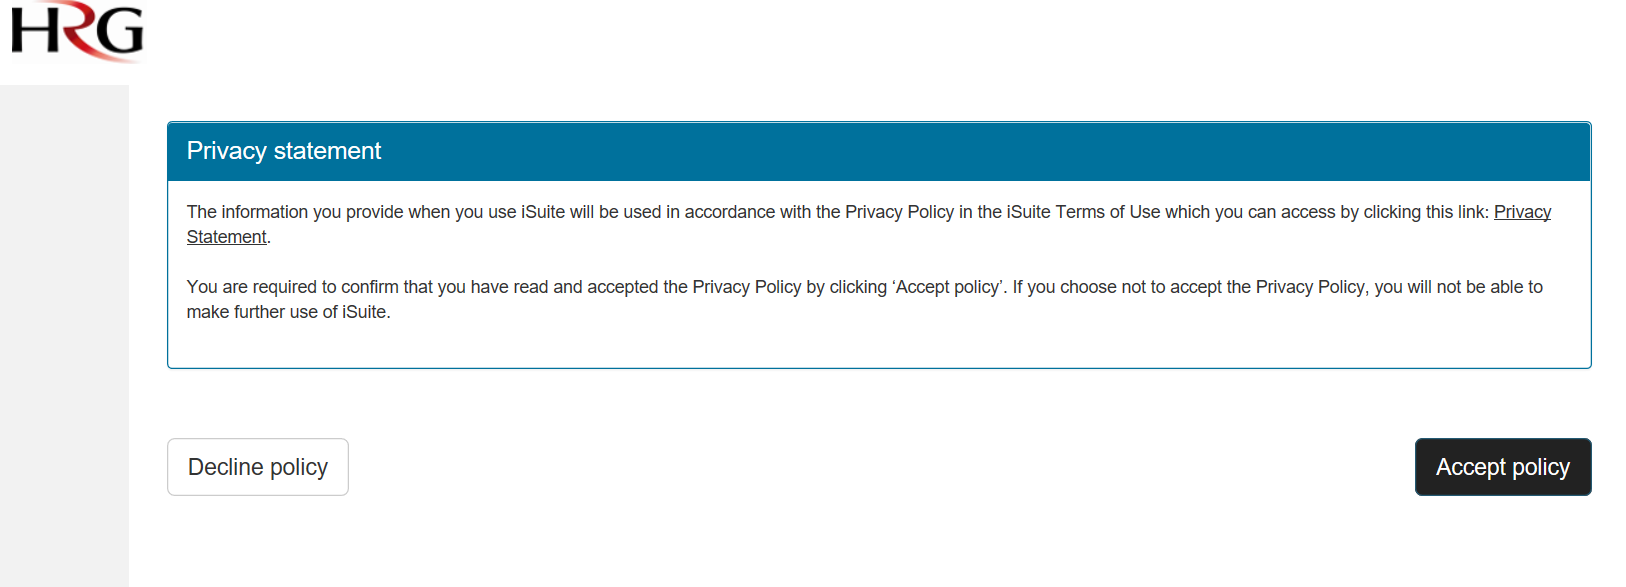 HRG
Privacy statement
The information you provide when you use iSuite will be used in accordance with the Privacy Policy in the iSuite Terms of Use which you can access by clicking this link: Privacy
Statement.
You are required to confirm that you have read and accepted the Privacy Policy by clicking ‘Accept policy’. If you choose not to accept the Privacy Policy, you will not be able to
make further use of iSuite.
Decline policy
Accept policy